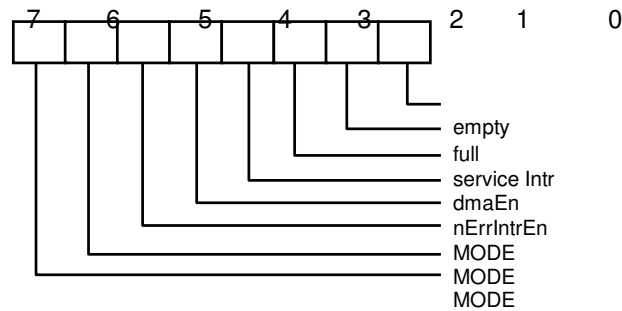 7 6 5 4 3 2 1 0
empty
full
service Intr
dmaEn
nErrIntrEn
MODE
MODE
MODE